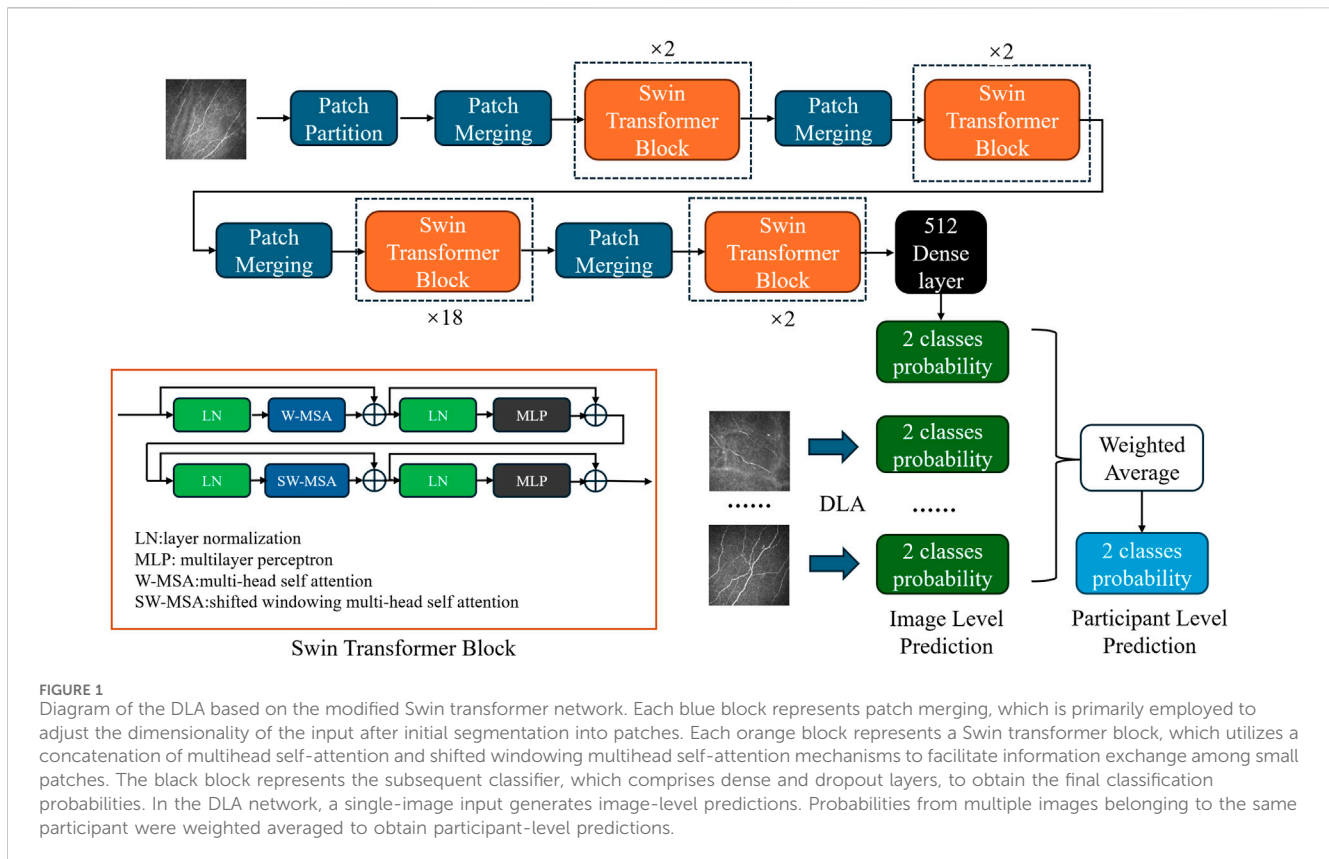 ×2
×2
Patch
Partition
Patch
Merging
Swin
Transformer
Block
Patch
Merging
Swin
Transformer
Block
Patch
Merging
Swin
Transformer
Block
Patch
Merging
Swin
Transformer
Block
512
Dense
layer
×18
×2
2 classes
probability
LN
W-MSA
LN
MLP
LN
SW-MSA
LN
MLP
LN:layer normalization
MLP: multilayer perceptron
W-MSA:multi-head self attention
SW-MSA:shifted windowing multi-head self attention
Swin Transformer Block
2 classes
probability
...... DLA ......
2 classes
probability
Image Level
Prediction
Weighted
Average
2 classes
probability
Participant Level
Prediction
FIGURE 1
Diagram of the DLA based on the modified Swin transformer network. Each blue block represents patch merging, which is primarily employed to
adjust the dimensionality of the input after initial segmentation into patches. Each orange block represents a Swin transformer block, which utilizes a
concatenation of multihead self-attention and shifted windowing multihead self-attention mechanisms to facilitate information exchange among small
patches. The black block represents the subsequent classifier, which comprises dense and dropout layers, to obtain the final classification
probabilities. In the DLA network, a single-image input generates image-level predictions. Probabilities from multiple images belonging to the same
participant were weighted averaged to obtain participant-level predictions.